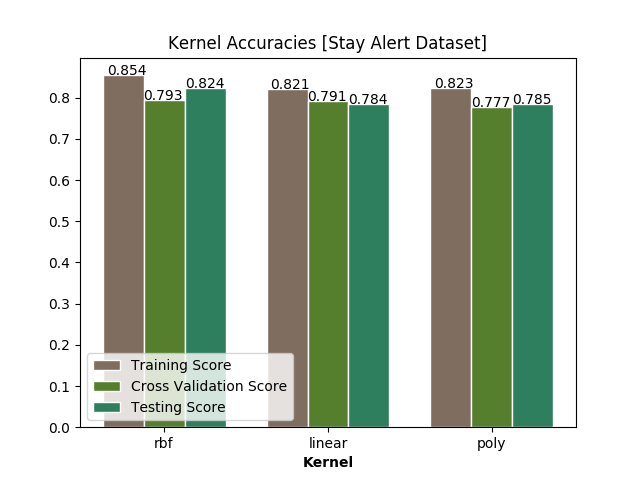 Kernel Accuracies [Stay Alert Dataset]
0.854
0.793
0.824
0.821
0.791
0.784
0.823
0.777
0.785
0.8
0.7
0.6
0.5
0.4
0.3
0.2
0.1
0.0
Training Score
Cross Validation Score
Testing Score
rbf
linear
poly
Kernel